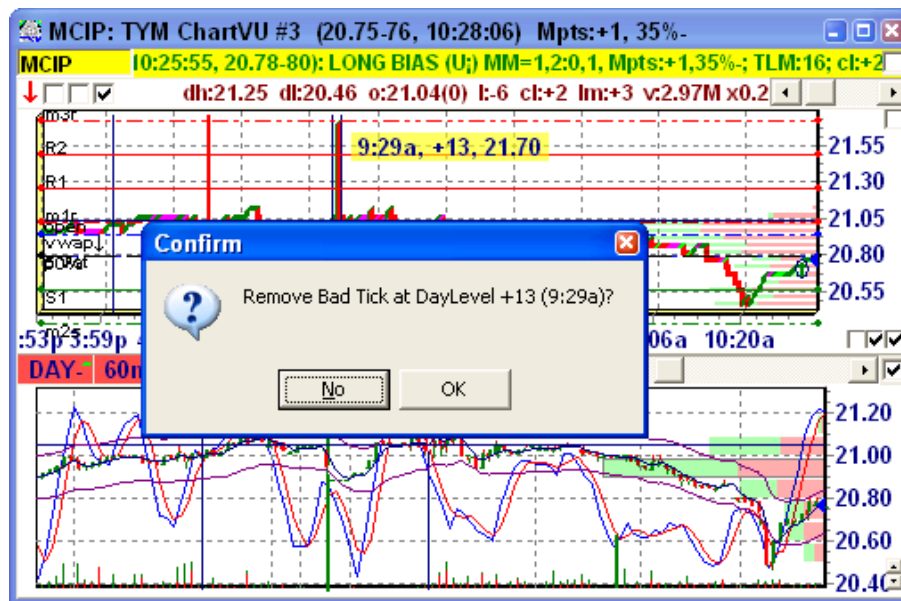 MCIP: TYM ChartVU #3 (20.75-76, 10:28:06) Mpts:+1, 35%-
MCIP 10:25:55, 20.78-80): LONG BIAS (U;) MM=1,2:0,1, Mpts:+1,35%-; TLM:16; cl:+2
dh:21.25 dl:20.46 o:21.04(0) l:-6 cl:+2 lm:+3 v:2.97M x0.2
m3r
R2
9:29a, +13, 21.70
21.55
R1
21.30
m1r
21.05
open
vwap
20.80
S1
20.55
m2s
:53p 3:59p
06a 10:20a
Confirm
Remove Bad Tick at DayLevel +13 (9:29a)?
No OK
DAY- 60m
21.20
21.00
20.80
20.60
20.40